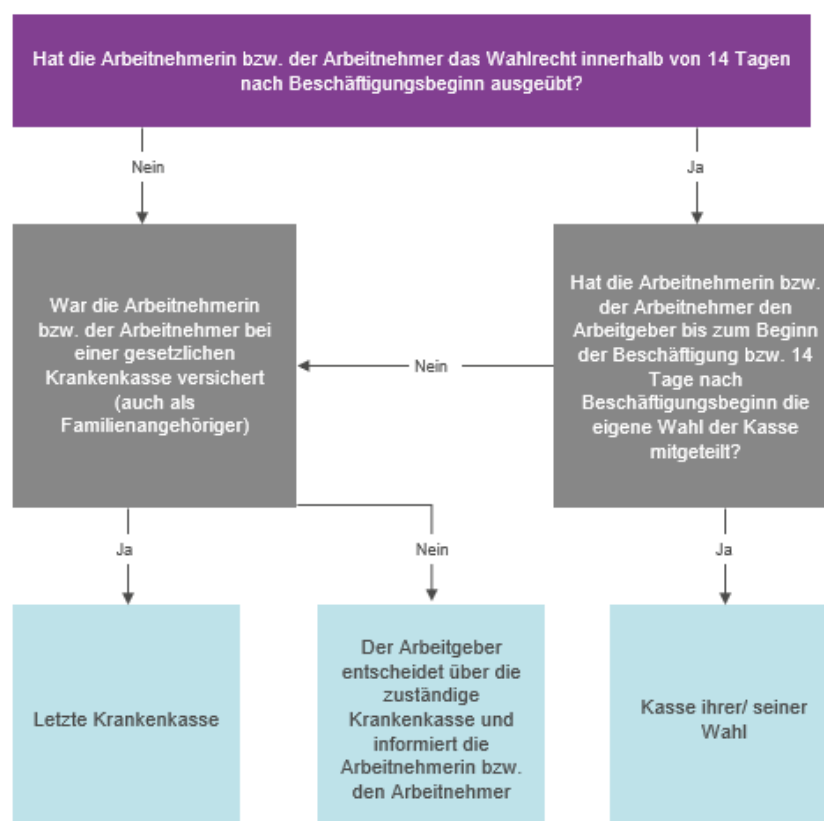 Hat die Arbeitnehmerin bzw. der Arbeitnehmer das Wahlrecht innerhalb von 14 Tagen
nach Beschäftigungsbeginn ausgeübt?
Nein
Ja
War die Arbeitnehmerin
bzw. der Arbeitnehmer bei
einer gesetzlichen
Krankenkasse versichert
(auch als
Familienangehöriger)
Nein
Hat die Arbeitnehmerin bzw.
der Arbeitnehmer den
Arbeitgeber bis zum Beginn
der Beschäftigung bzw. 14
Tage nach
Beschäftigungsbeginn die
eigene Wahl der Kasse
mitgeteilt?
Ja
Nein
Ja
Letzte Krankenkasse
Der Arbeitgeber
entscheidet über die
zuständige
Krankenkasse und
informiert die
Arbeitnehmerin bzw.
den Arbeitnehmer
Kasse ihrer/ seiner
Wahl